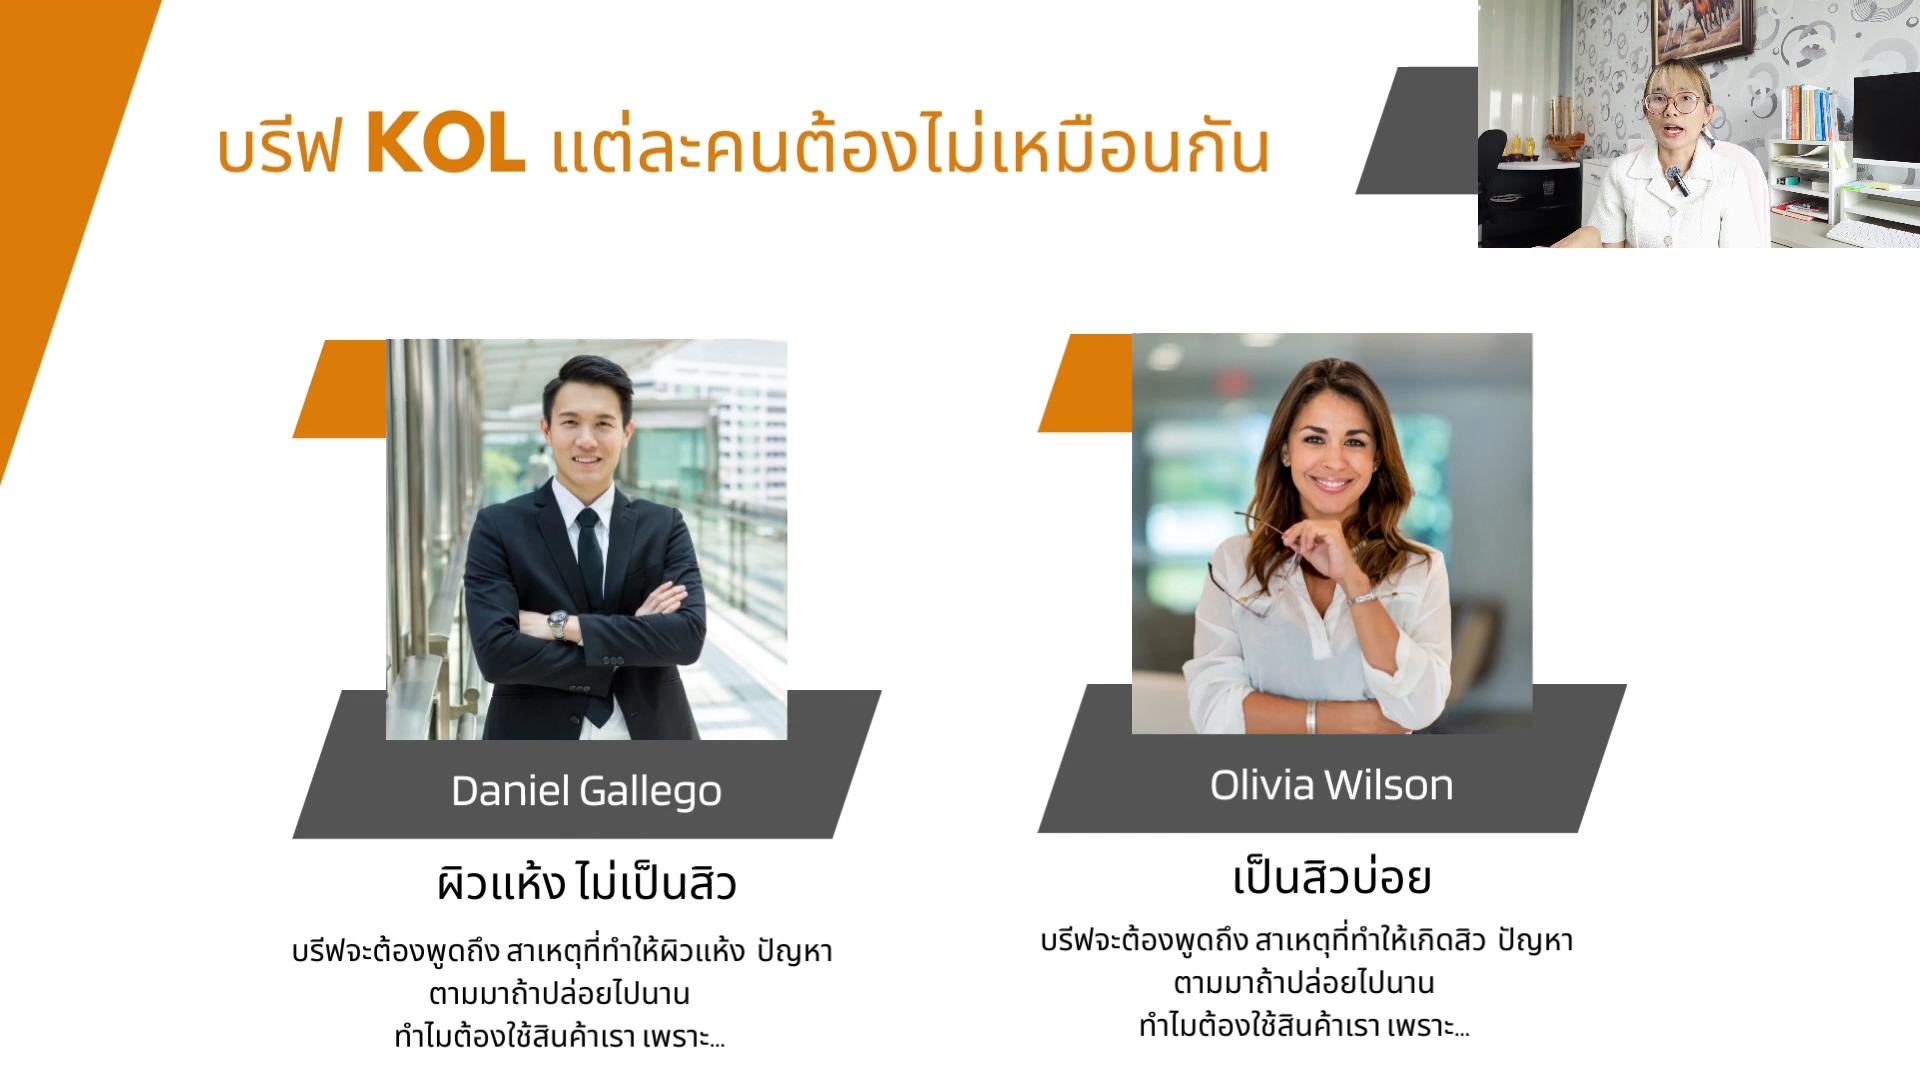 บรีฟ KOL แต่ละคนต้องไม่เหมือนกัน
Daniel Gallego
ผิวแห้ง ไม่เป็นสิว
บรีฟจะต้องพูดถึง สาเหตุที่ทำให้ผิวแห้ง ปัญหา
ตามมาถ้าปล่อยไปนาน
ทำไมต้องใช้สินค้าเรา เพราะ...
Olivia Wilson
เป็นสิวบ่อย
บรีฟจะต้องพูดถึง สาเหตุที่ทำให้เกิดสิว ปัญหา
ตามมาถ้าปล่อยไปนาน
ทำไมต้องใช้สินค้าเรา เพราะ...